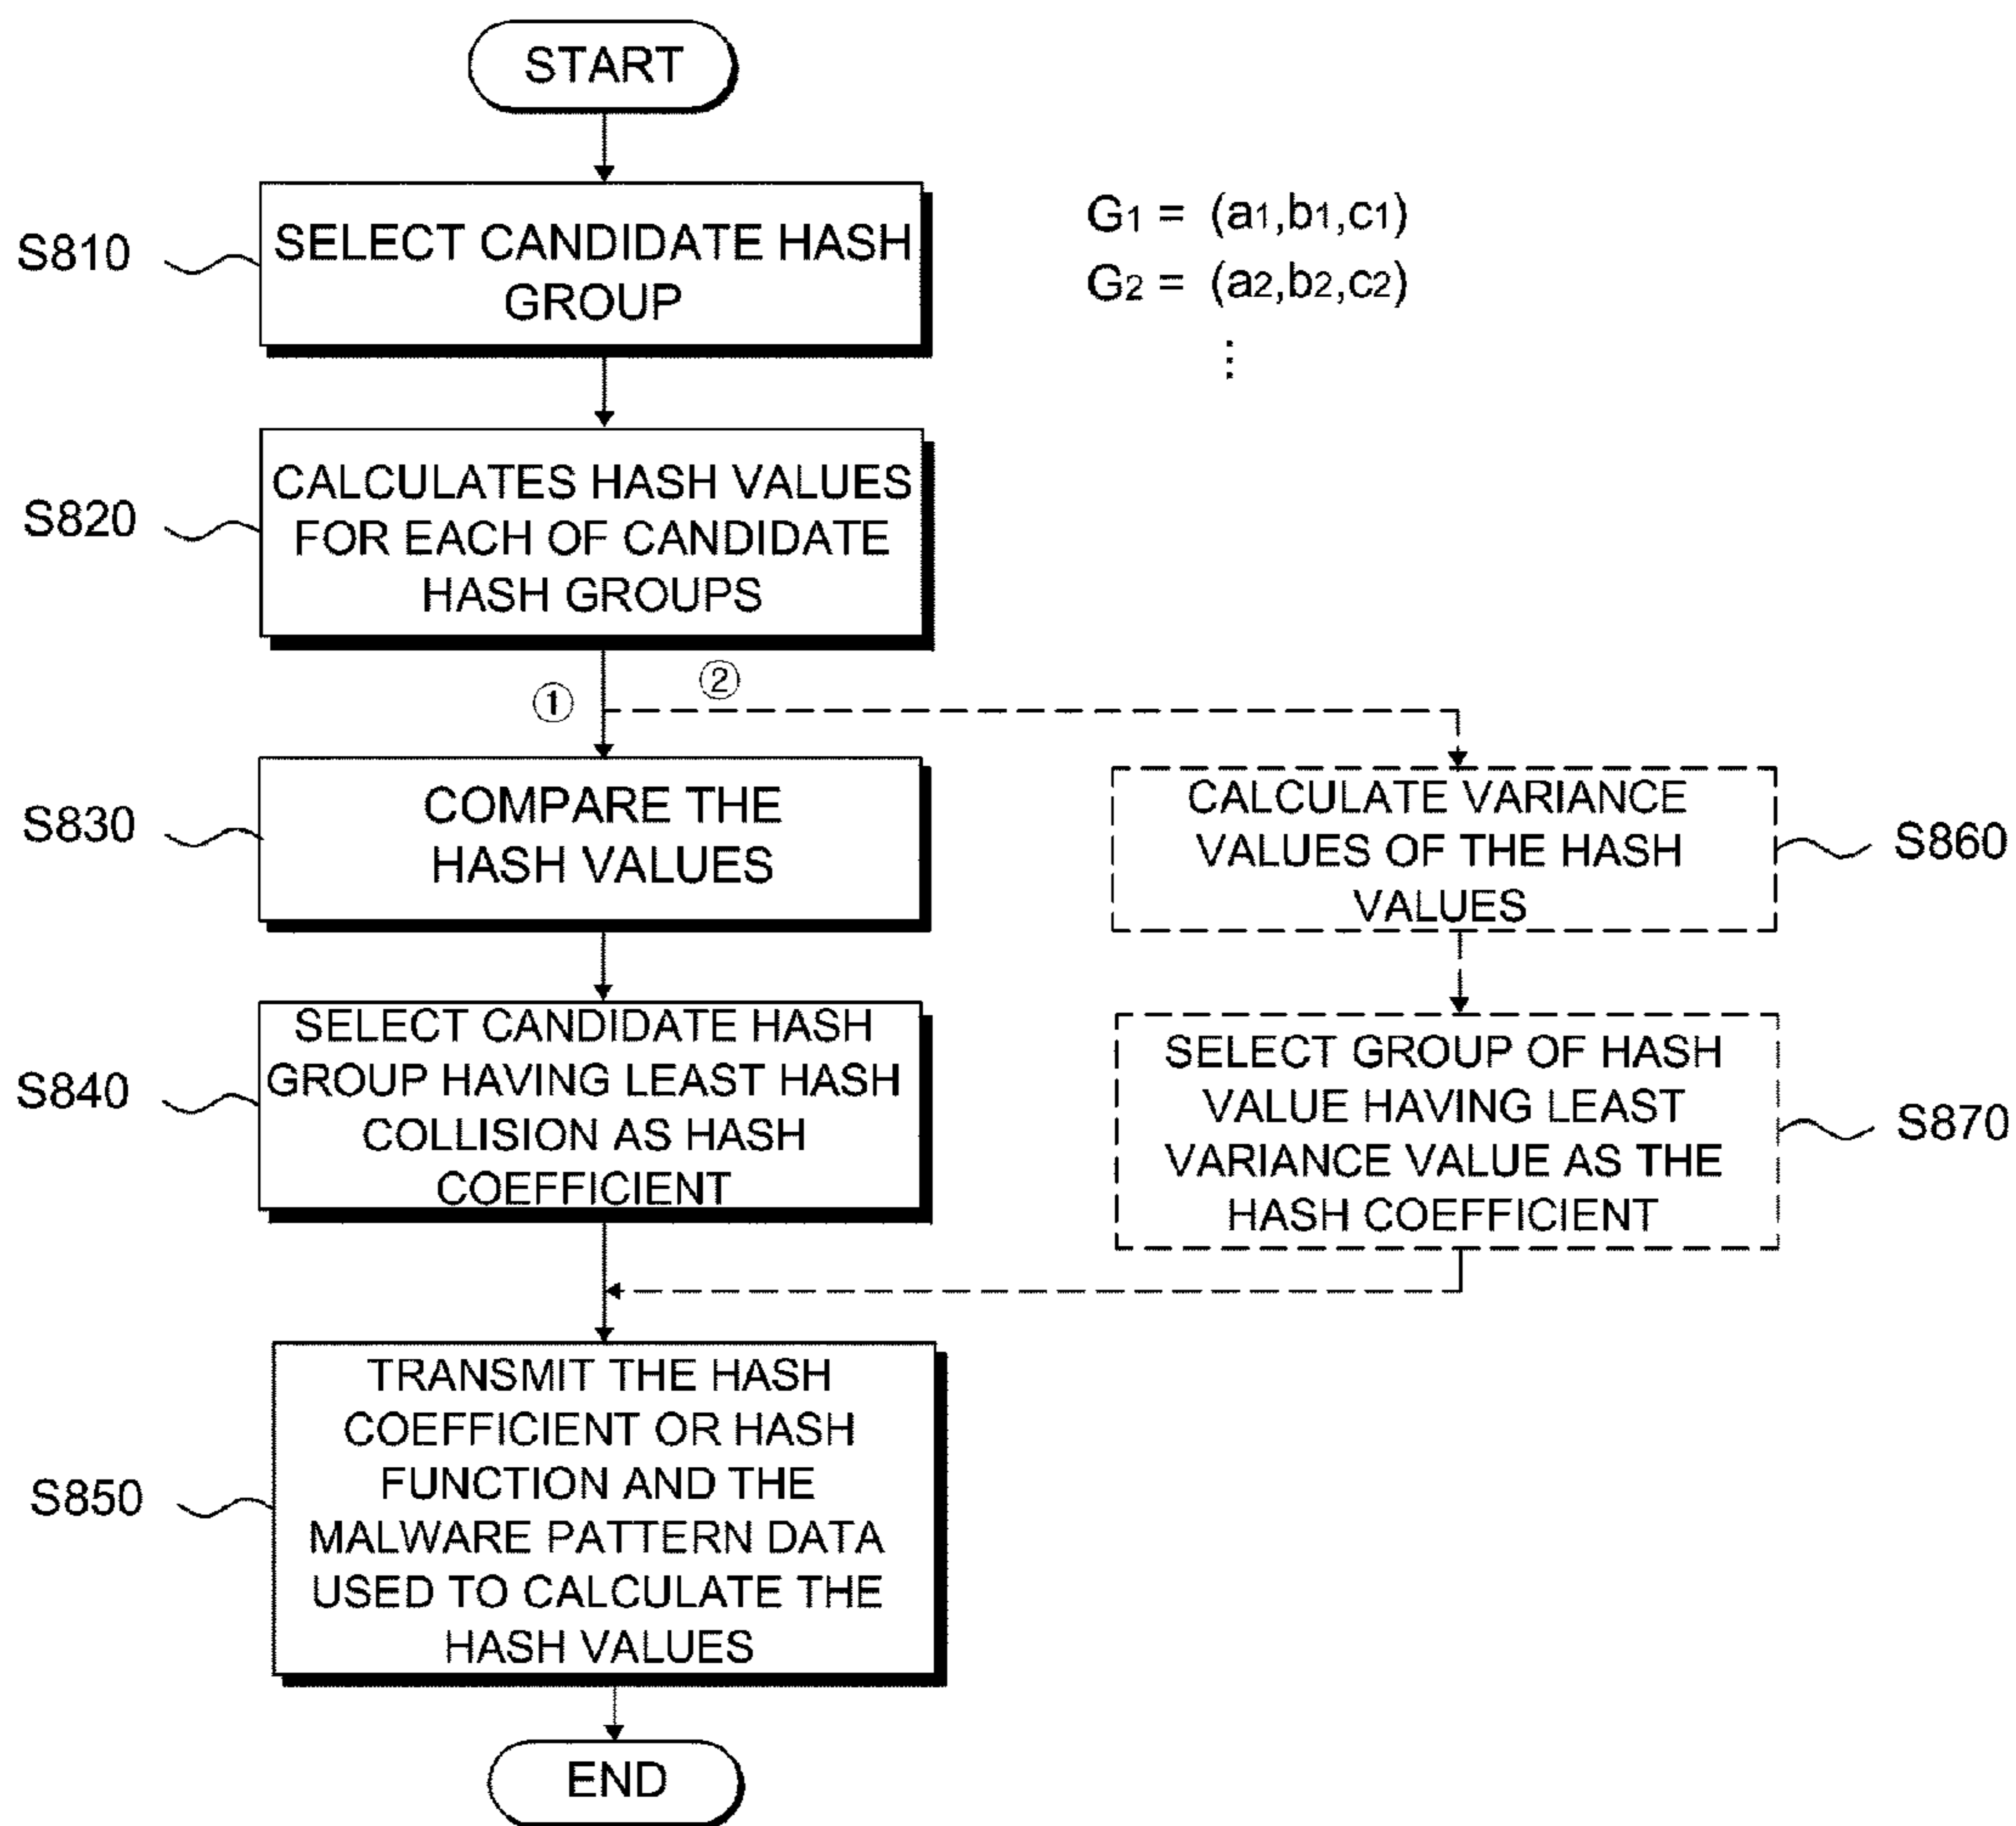 START
S810
SELECT CANDIDATE HASH
GROUP
G1 = (a1,b1,c1)
G2 = (a2,b2,c2)
⋮
S820
CALCULATES HASH VALUES
FOR EACH OF CANDIDATE
HASH GROUPS
①
②
S830
COMPARE THE
HASH VALUES
CALCULATE VARIANCE
VALUES OF THE HASH
VALUES
S860
S840
SELECT CANDIDATE HASH
GROUP HAVING LEAST HASH
COLLISION AS HASH
COEFFICIENT
SELECT GROUP OF HASH
VALUE HAVING LEAST
VARIANCE VALUE AS THE
HASH COEFFICIENT
S870
S850
TRANSMIT THE HASH
COEFFICIENT OR HASH
FUNCTION AND THE
MALWARE PATTERN DATA
USED TO CALCULATE THE
HASH VALUES
END